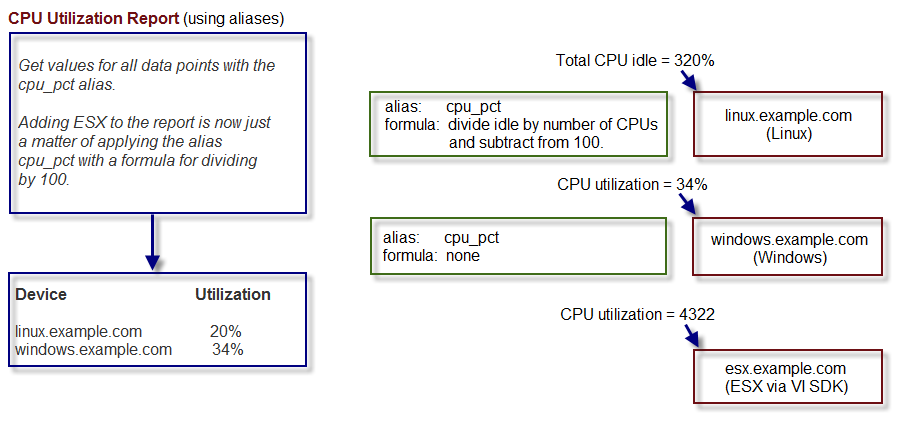 CPU Utilization Report (using aliases)
Get values for all data points with the
cpu_pct alias.
Adding ESX to the report is now just
a matter of applying the alias
cpu_pct with a formula for dividing
by 100.
Device Utilization
linux.example.com 20%
windows.example.com 34%
Total CPU idle = 320%
alias: cpu_pct
formula: divide idle by number of CPUs
and subtract from 100.
linux.example.com
(Linux)
CPU utilization = 34%
alias: cpu_pct
formula: none
windows.example.com
(Windows)
CPU utilization = 4322
esx.example.com
(ESX via VI SDK)